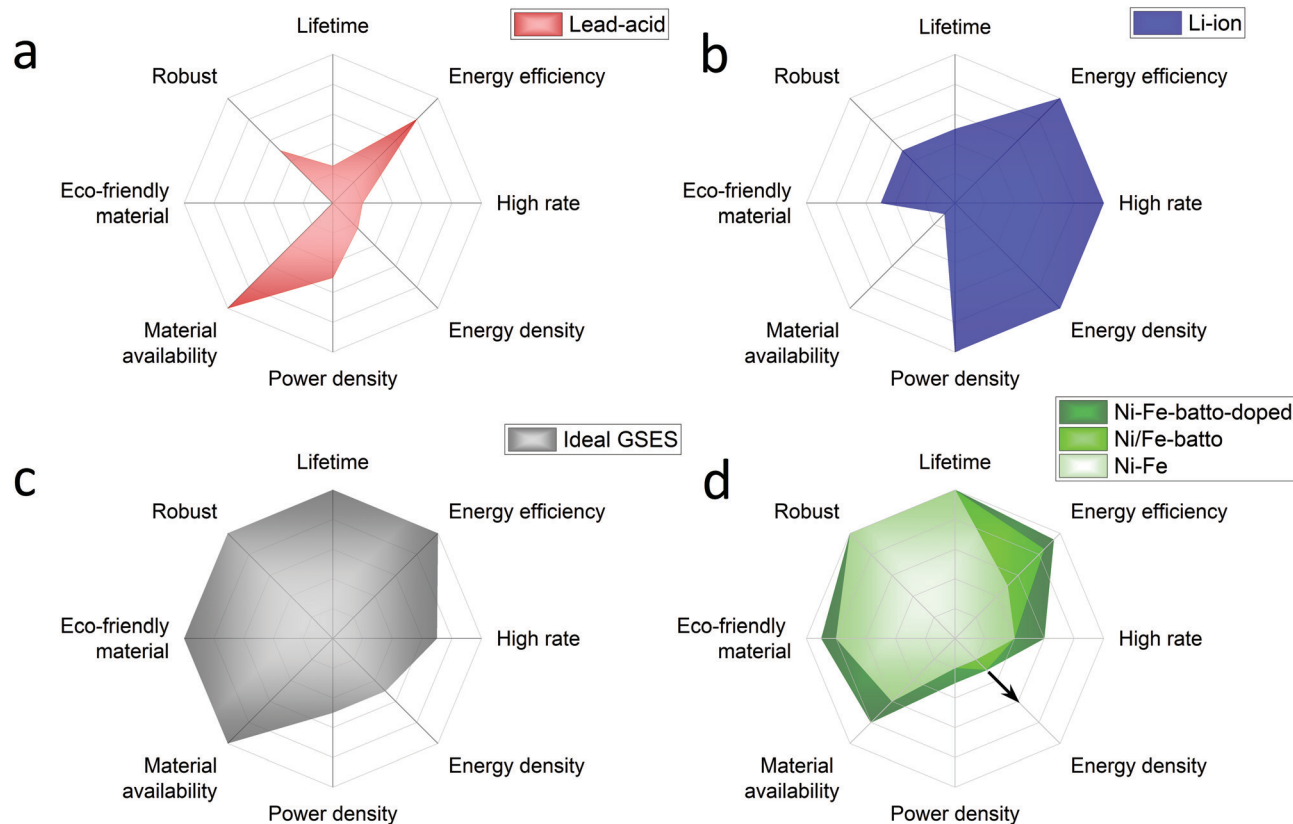 a
Lead-acid
Lifetime
Robust
Energy efficiency
Eco-friendly
material
High rate
Material
availability
Energy density
Power density
b
Li-ion
Lifetime
Robust
Energy efficiency
Eco-friendly
material
High rate
Material
availability
Energy density
Power density
c
Ideal GSES
Lifetime
Robust
Energy efficiency
Eco-friendly
material
High rate
Material
availability
Energy density
Power density
d
Ni-Fe-batto-doped
Ni/Fe-batto
Ni-Fe
Lifetime
Robust
Energy efficiency
Eco-friendly
material
High rate
Material
availability
Energy density
Power density